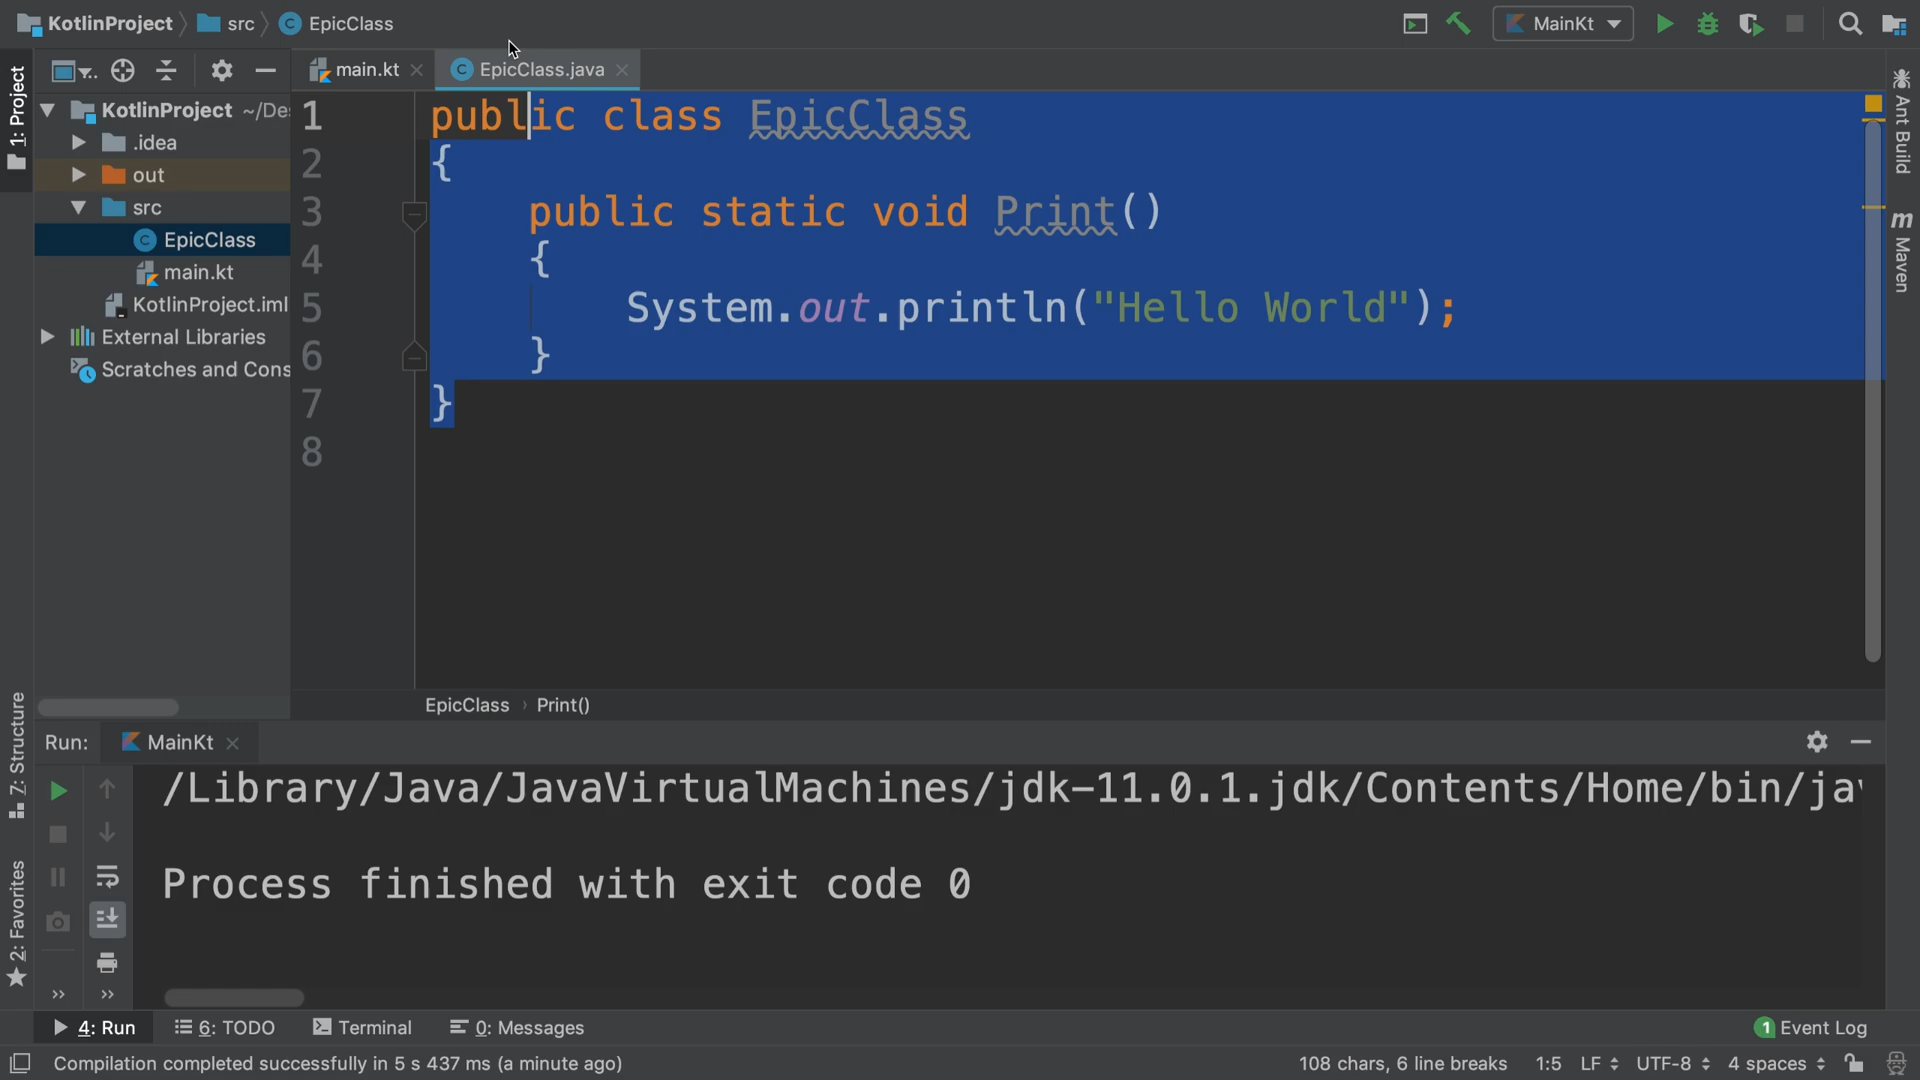 KotlinProject src EpicClass MainKt
1: Project
main.kt EpicClass.java
KotlinProject ~/De
.idea
out
src
EpicClass
main.kt
KotlinProject.iml
External Libraries
Scratches and Cons
1 public class EpicClass
2 {
3 public static void Print()
4 {
5 System.out.println("Hello World");
6 }
7 }
8
EpicClass › Print()
Ant Build
m Maven
7: Structure
2: Favorites
Run: MainKt
/Library/Java/JavaVirtualMachines/jdk-11.0.1.jdk/Contents/Home/bin/jav
Process finished with exit code 0
4: Run 6: TODO Terminal 0: Messages 1 Event Log
Compilation completed successfully in 5 s 437 ms (a minute ago) 108 chars, 6 line breaks 1:5 LF UTF-8 4 spaces